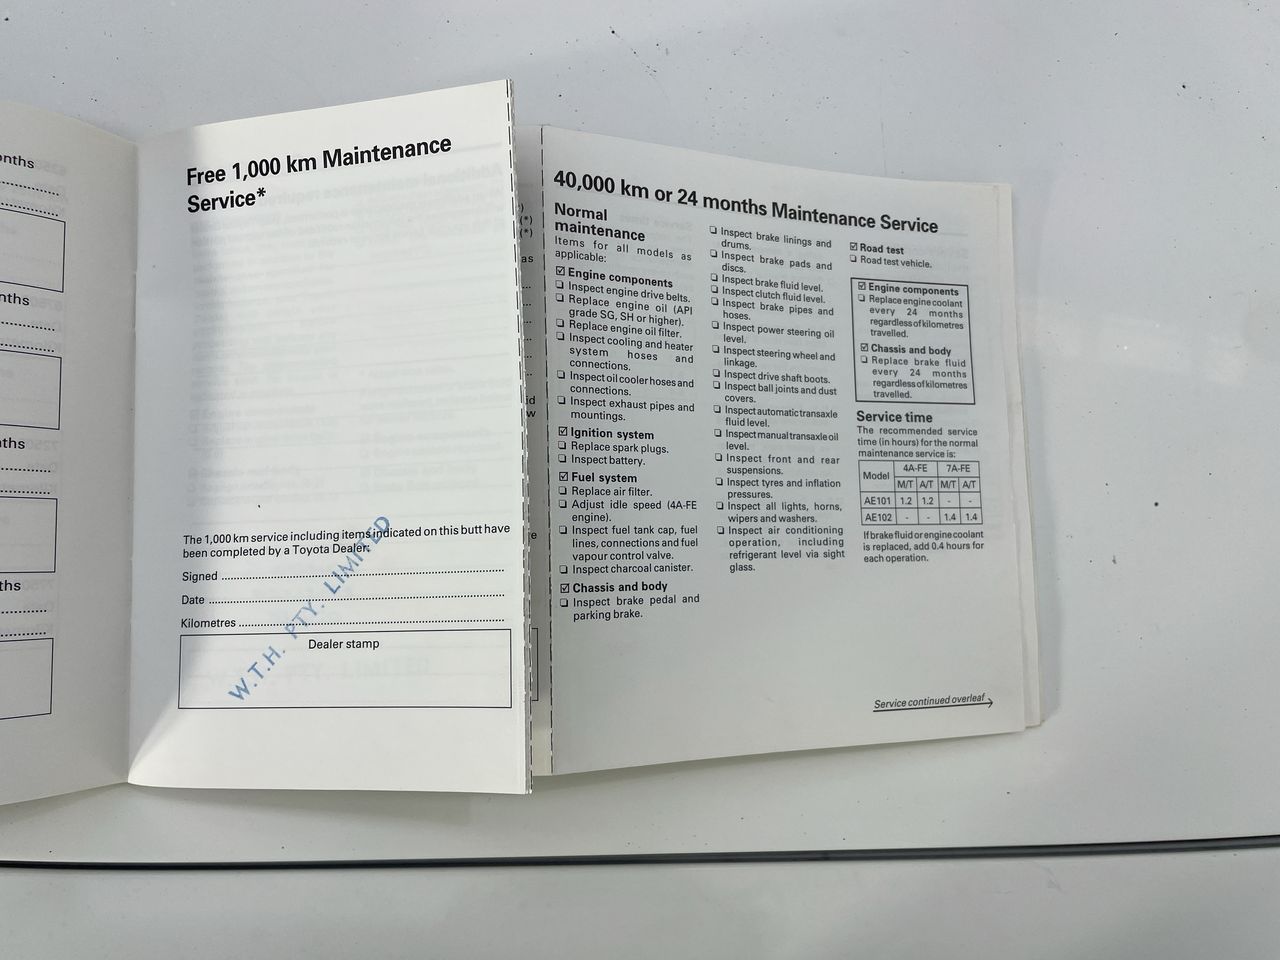 onths
nths
ths
ths
Free 1,000 km Maintenance
Service*
The 1,000 km service including items indicated on this butt have
been completed by a Toyota Dealer:
Signed
Date
Kilometres
Dealer stamp
W.T.H. PTY. LIMITED
)
(*)
(*)
as
id
w
e
40,000 km or 24 months Maintenance Service
Normal
maintenance
Items for all models as
applicable:
☑ Engine components
❏ Inspect engine drive belts.
❏ Replace engine oil (API
grade SG, SH or higher).
❏ Replace engine oil filter.
❏ Inspect cooling and heater
system hoses and
connections.
❏ Inspect oil cooler hoses and
connections.
❏ Inspect exhaust pipes and
mountings.
☑ Ignition system
❏ Replace spark plugs.
❏ Inspect battery.
☑ Fuel system
❏ Replace air filter.
❏ Adjust idle speed (4A-FE
engine).
❏ Inspect fuel tank cap, fuel
lines, connections and fuel
vapour control valve.
❏ Inspect charcoal canister.
☑ Chassis and body
❏ Inspect brake pedal and
parking brake.
❏ Inspect brake linings and
drums.
❏ Inspect brake pads and
discs.
❏ Inspect brake fluid level.
❏ Inspect clutch fluid level.
❏ Inspect brake pipes and
hoses.
❏ Inspect power steering oil
level.
❏ Inspect steering wheel and
linkage.
❏ Inspect drive shaft boots.
❏ Inspect ball joints and dust
covers.
❏ Inspect automatic transaxle
fluid level.
❏ Inspect manual transaxle oil
level.
❏ Inspect front and rear
suspensions.
❏ Inspect tyres and inflation
pressures.
❏ Inspect all lights, horns,
wipers and washers.
❏ Inspect air conditioning
operation, including
refrigerant level via sight
glass.
☑ Road test
❏ Road test vehicle.
☑ Engine components
❏ Replace engine coolant
every 24 months
regardless of kilometres
travelled.
☑ Chassis and body
❏ Replace brake fluid
every 24 months
regardless of kilometres
travelled.
Service time
The recommended service
time (in hours) for the normal
maintenance service is:
Model 4A-FE 7A-FE
M/T A/T M/T A/T
AE101 1.2 1.2 - -
AE102 - - 1.4 1.4
If brake fluid or engine coolant
is replaced, add 0.4 hours for
each operation.
Service continued overleaf